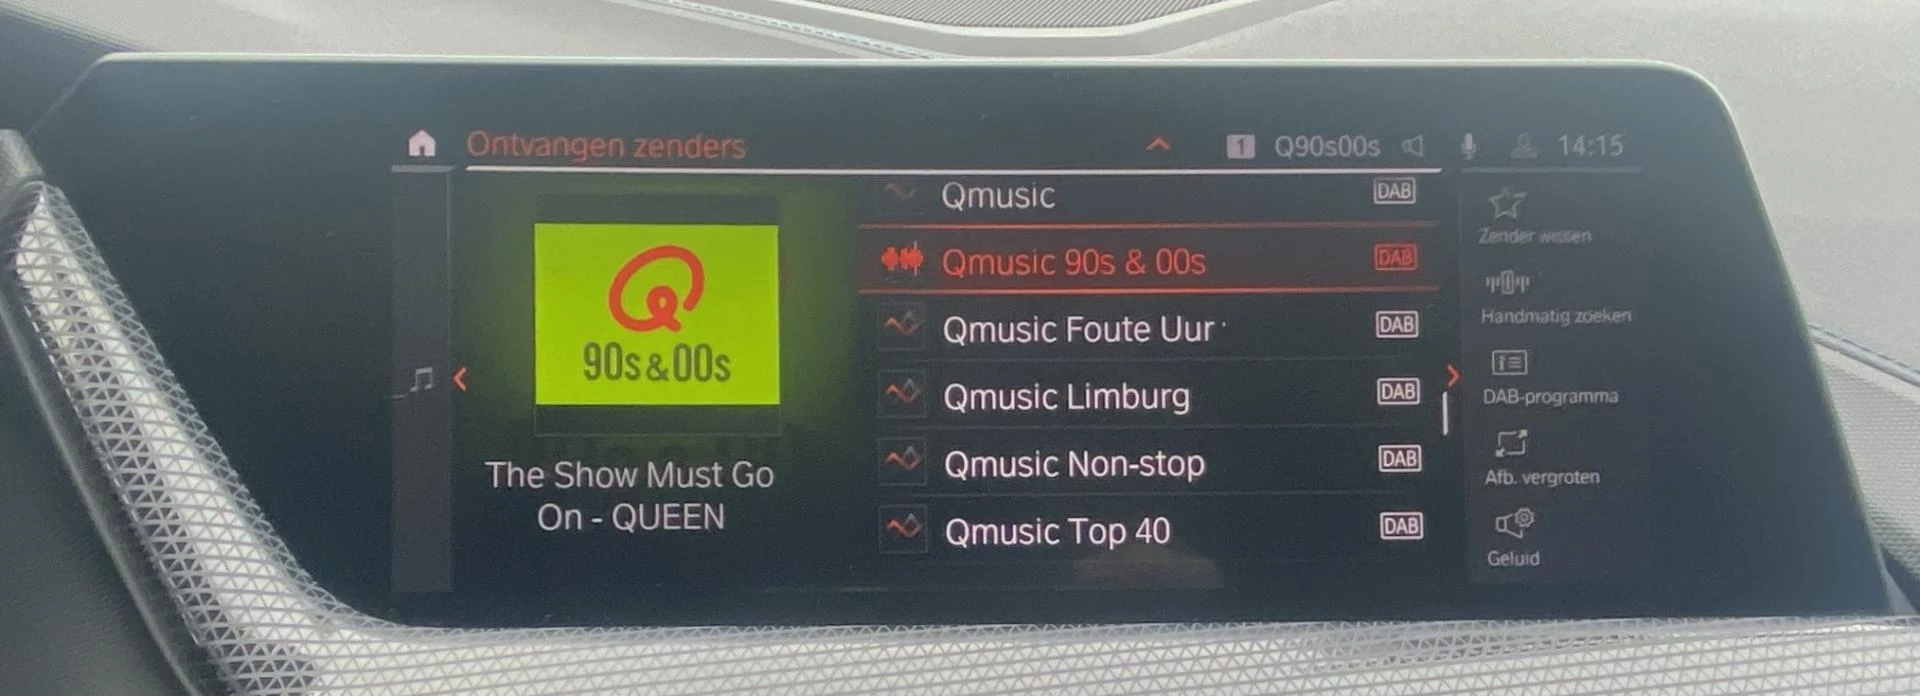 Ontvangen zenders
1 Q90s00s 14:15
90s & 00s
The Show Must Go
On - QUEEN
Qmusic DAB
Qmusic 90s & 00s DAB
Qmusic Foute Uur DAB
Qmusic Limburg DAB
Qmusic Non-stop DAB
Qmusic Top 40 DAB
Zender wissen
Handmatig zoeken
DAB-programma
Afb. vergroten
Geluid